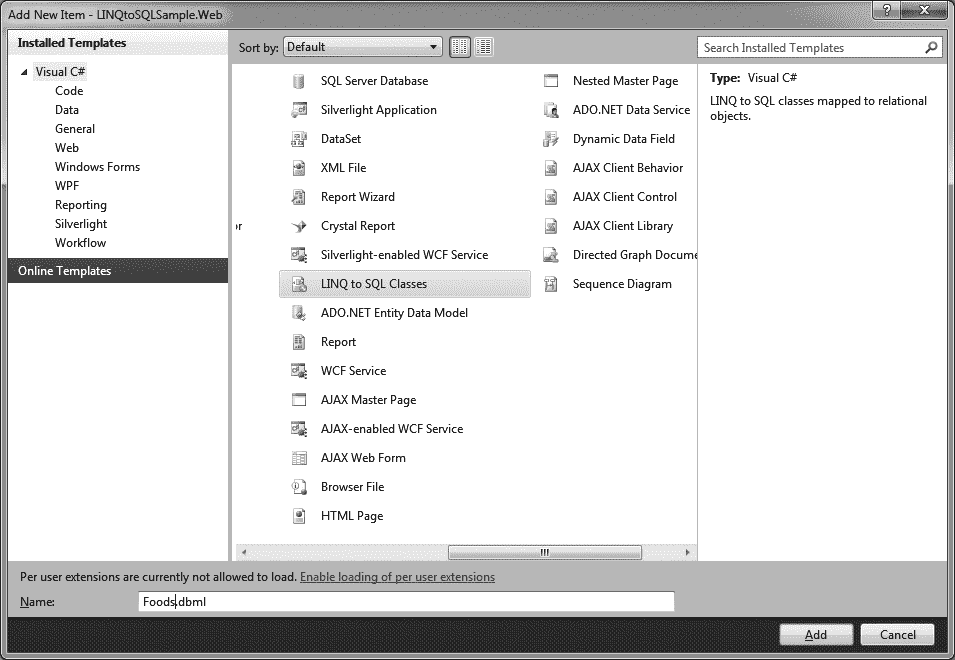 Add New Item - LINQtoSQLSample.Web
?
X
Installed Templates
Visual C#
Code
Data
General
Web
Windows Forms
WPF
Reporting
Silverlight
Workflow
Online Templates
Sort by: Default
Search Installed Templates
or
SQL Server Database
Silverlight Application
DataSet
XML File
Report Wizard
Crystal Report
Silverlight-enabled WCF Service
LINQ to SQL Classes
ADO.NET Entity Data Model
Report
WCF Service
AJAX Master Page
AJAX-enabled WCF Service
AJAX Web Form
Browser File
HTML Page
Nested Master Page
ADO.NET Data Service
Dynamic Data Field
AJAX Client Behavior
AJAX Client Control
AJAX Client Library
Directed Graph Docume
Sequence Diagram
Type: Visual C#
LINQ to SQL classes mapped to relational
objects.
Per user extensions are currently not allowed to load. Enable loading of per user extensions
Name: Foods.dbml
Add
Cancel